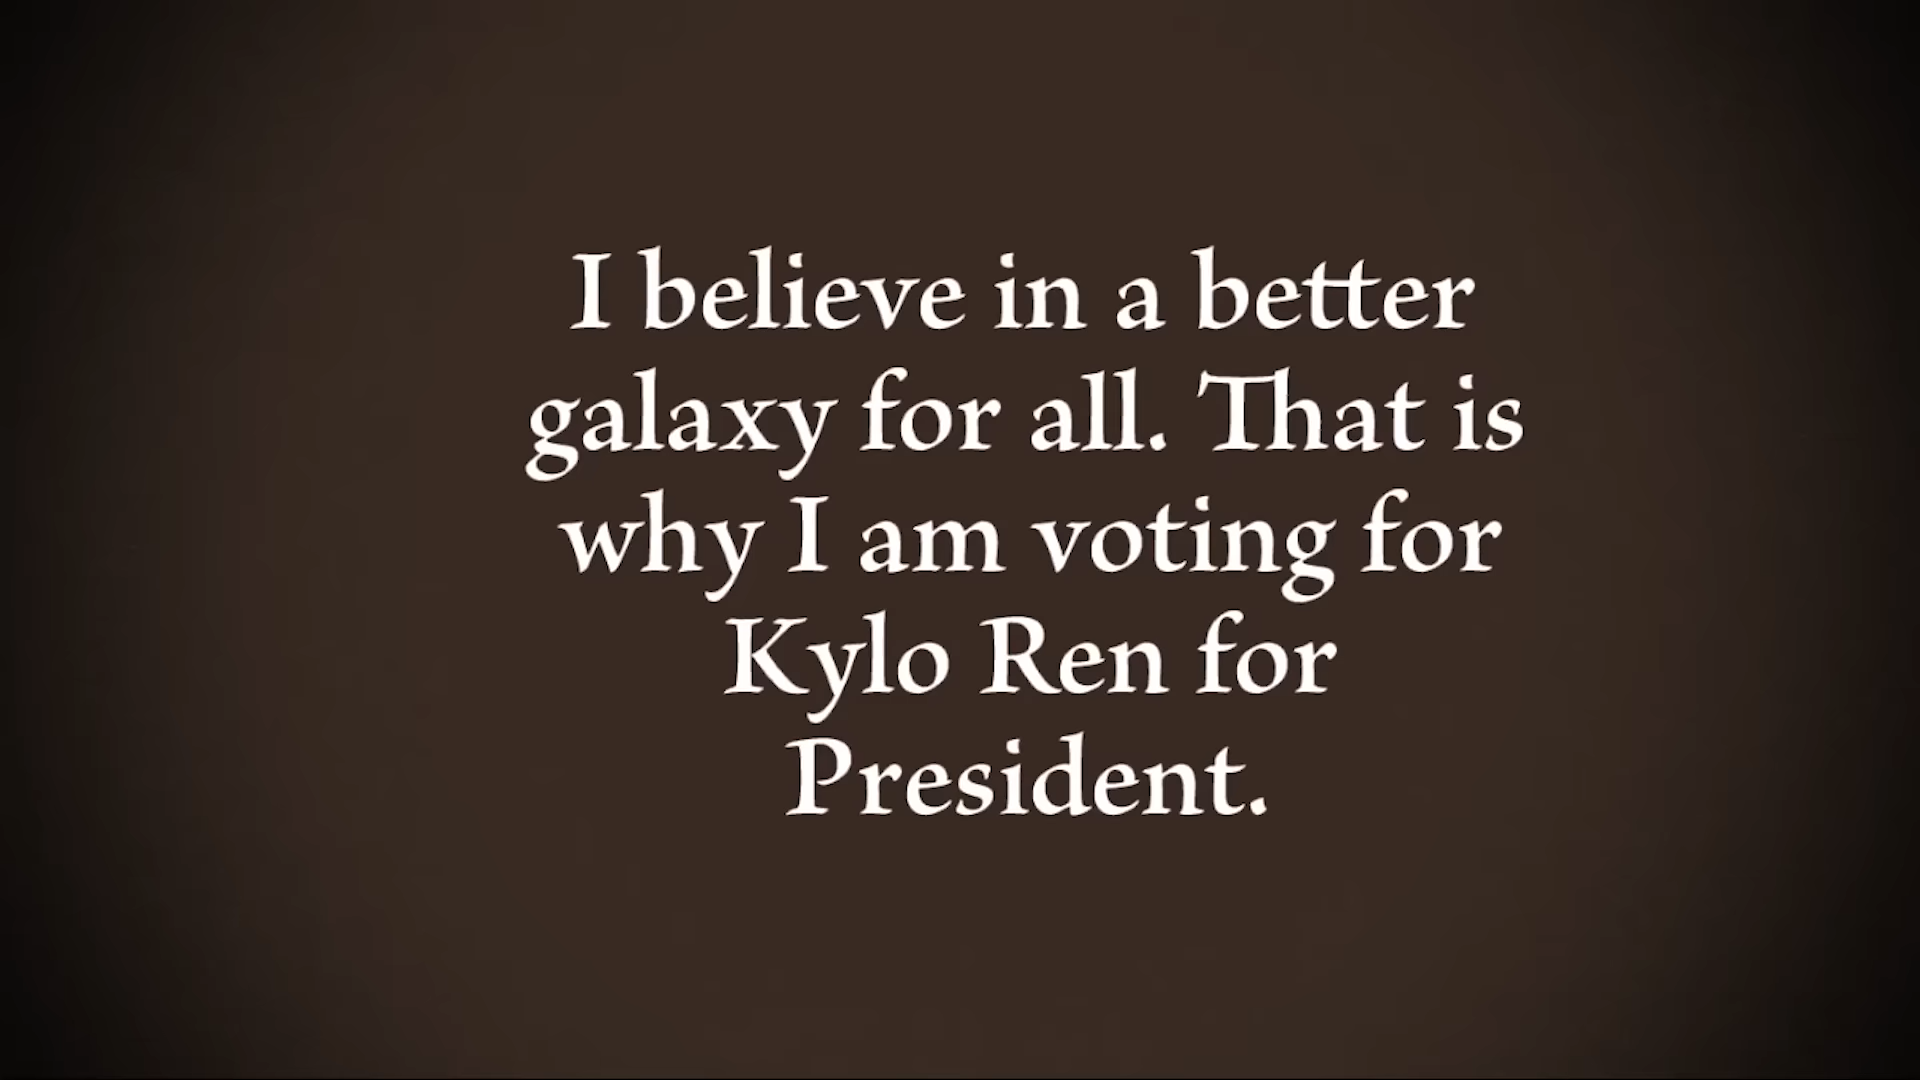 I believe in a better
galaxy for all. That is
why I am voting for
Kylo Ren for
President.